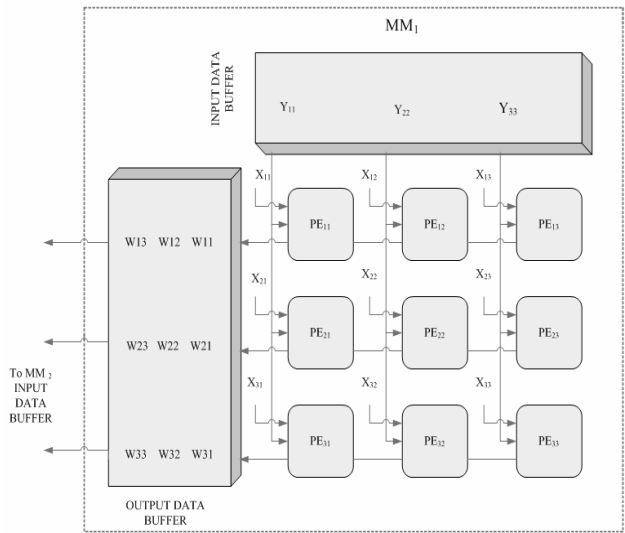 MM₁
INPUT DATA
BUFFER
Y₁₁ Y₂₂ Y₃₃
X₁₁ X₁₂ X₁₃
PE₁₁ PE₁₂ PE₁₃
W13 W12 W11
X₂₁ X₂₂ X₂₃
PE₂₁ PE₂₂ PE₂₃
W23 W22 W21
To MM ₂
INPUT
DATA
BUFFER
X₃₁ X₃₂ X₃₃
PE₃₁ PE₃₂ PE₃₃
W33 W32 W31
OUTPUT DATA
BUFFER